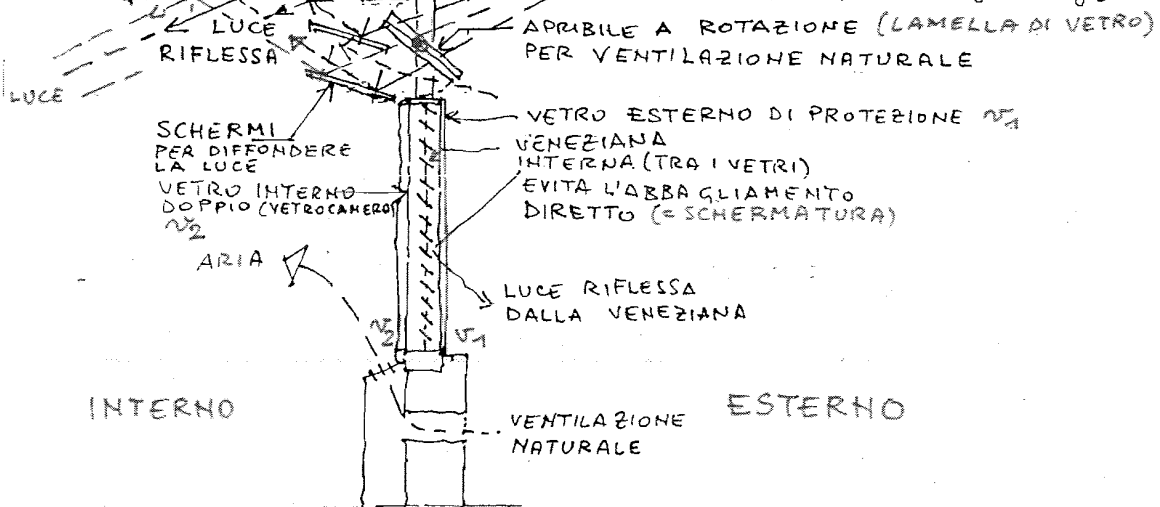 LUCE
RIFLESSA
APRIBILE A ROTAZIONE (LAMELLA DI VETRO)
PER VENTILAZIONE NATURALE
LUCE
SCHERMI
PER DIFFONDERE
LA LUCE
VETRO ESTERNO DI PROTEZIONE v1
VENEZIANA
INTERNA (TRA I VETRI)
EVITA L'ABBAGLIAMENTO
DIRETTO (= SCHERMATURA)
VETRO INTERNO
DOPPIO (VETROCAMERA)
v2
ARIA
LUCE RIFLESSA
DALLA VENEZIANA
v2 v1
INTERNO
ESTERNO
VENTILAZIONE
NATURALE